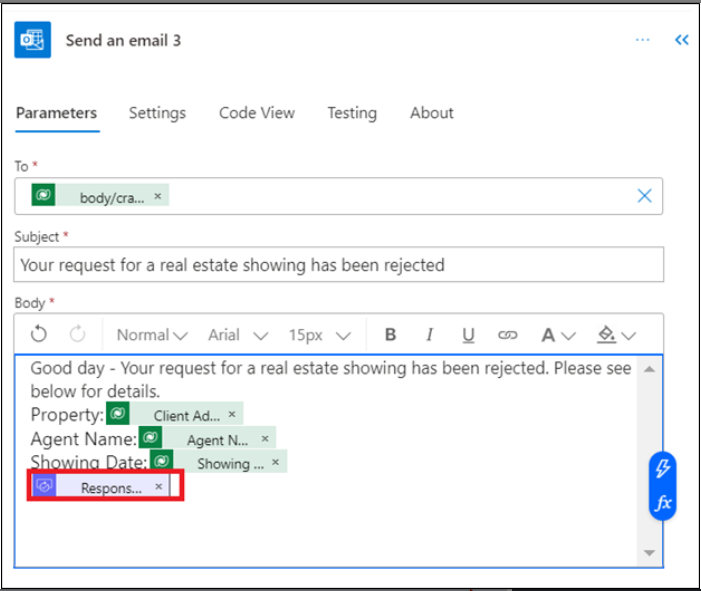 Send an email 3
Parameters Settings Code View Testing About
To *
body/cra... ×
Subject *
Your request for a real estate showing has been rejected
Body *
Normal Arial 15px B I U A
Good day - Your request for a real estate showing has been rejected. Please see
below for details.
Property: Client Ad... ×
Agent Name: Agent N... ×
Showing Date: Showing ... ×
Respons... ×
fx